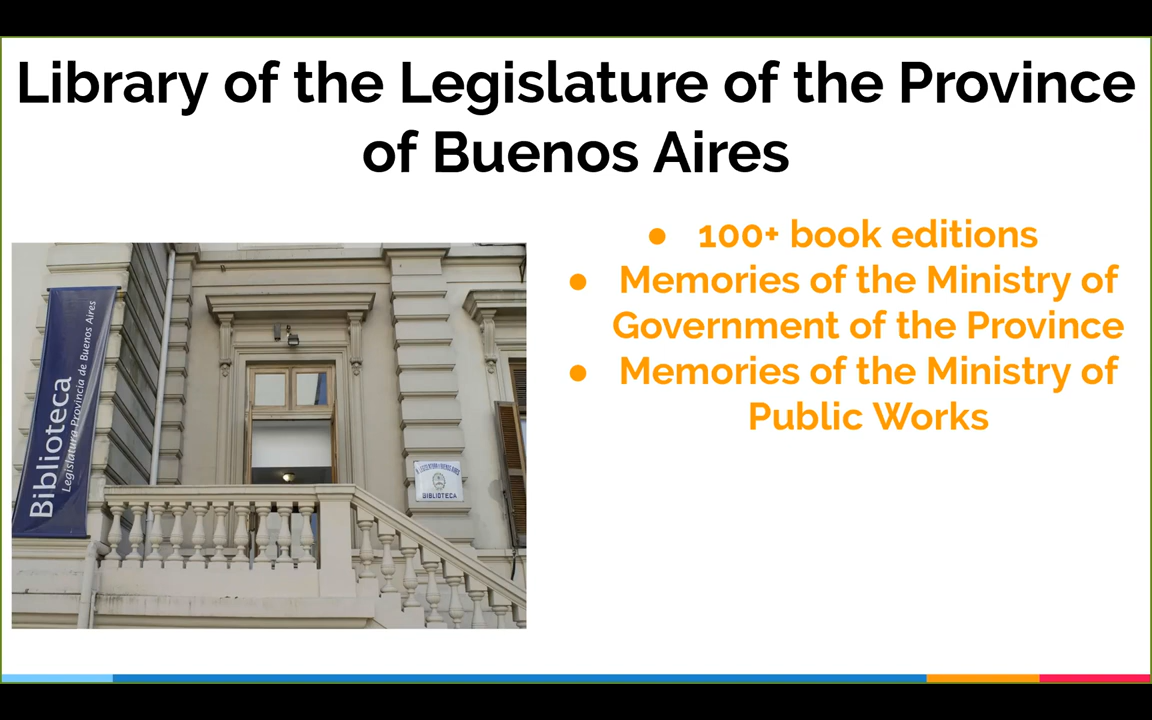 Library of the Legislature of the Province
of Buenos Aires
● 100+ book editions
● Memories of the Ministry of
Government of the Province
● Memories of the Ministry of
Public Works
Biblioteca
Legislatura Provincia de Buenos Aires
BIBLIOTECA